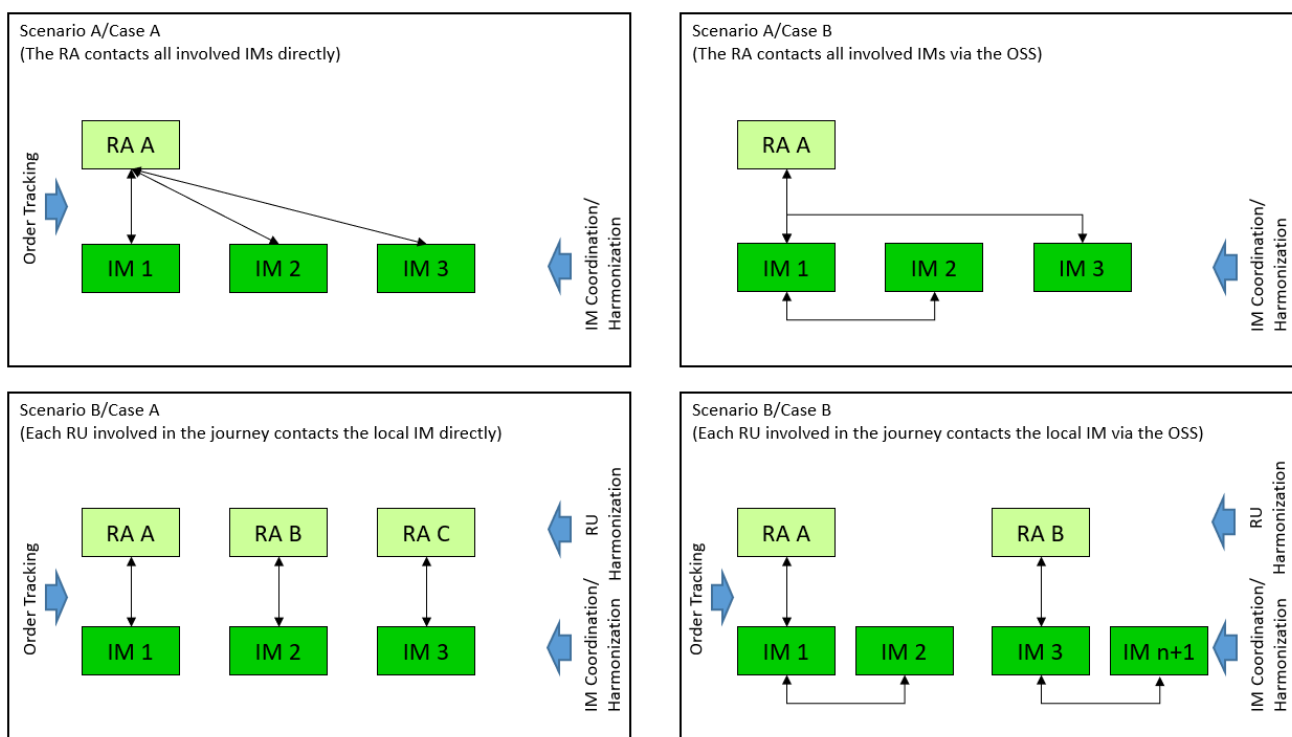 Scenario A/Case A
(The RA contacts all involved IMs directly)
RA A
Order Tracking
IM 1
IM 2
IM 3
IM Coordination/
Harmonization
Scenario A/Case B
(The RA contacts all involved IMs via the OSS)
RA A
IM 1
IM 2
IM 3
IM Coordination/
Harmonization
Scenario B/Case A
(Each RU involved in the journey contacts the local IM directly)
RA A
RA B
RA C
RU
Harmonization
Order Tracking
IM 1
IM 2
IM 3
IM Coordination/
Harmonization
Scenario B/Case B
(Each RU involved in the journey contacts the local IM via the OSS)
RA A
RA B
RU
Harmonization
Order Tracking
IM 1
IM 2
IM 3
IM n+1
IM Coordination/
Harmonization